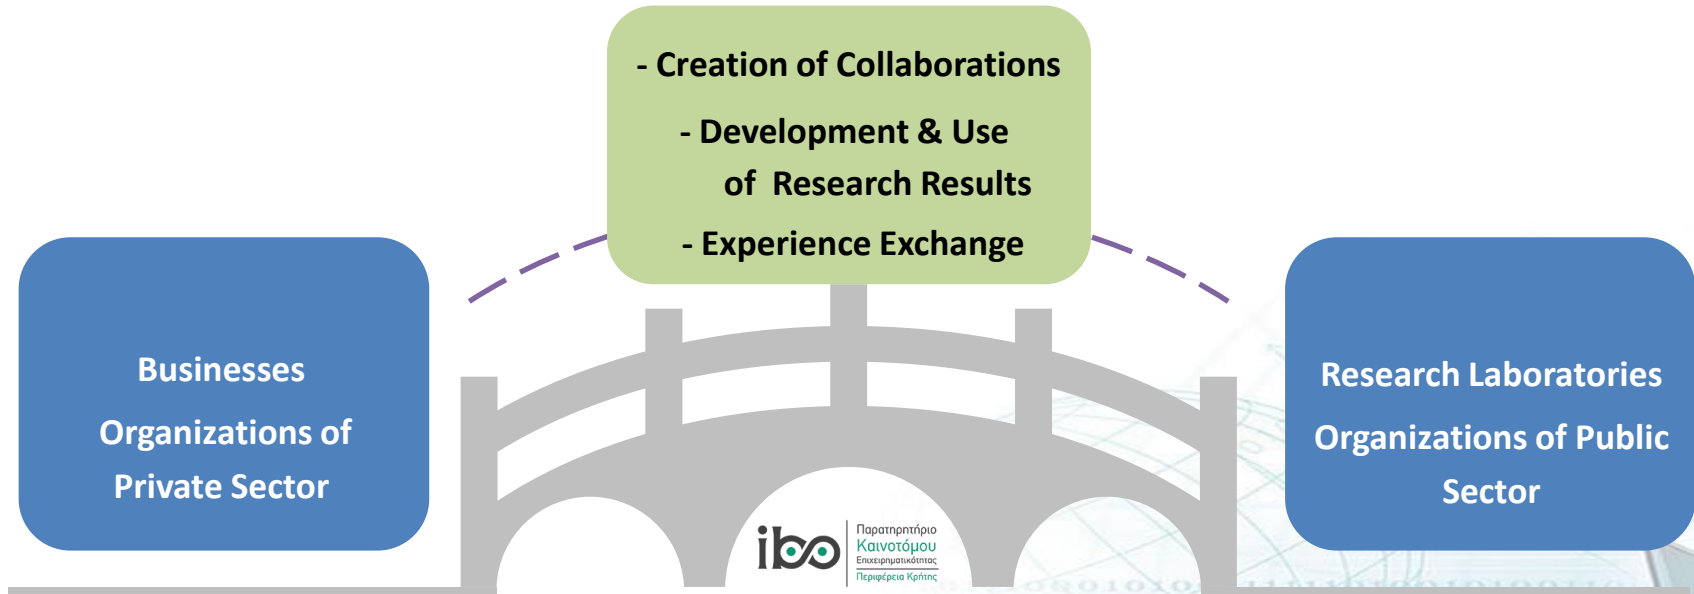 - Creation of Collaborations
- Development & Use
of Research Results
- Experience Exchange
Businesses
Organizations of
Private Sector
Research Laboratories
Organizations of Public
Sector
ibo
Παρατηρητήριο
Καινοτόμου
Επιχειρηματικότητας
Περιφέρεια Κρήτης